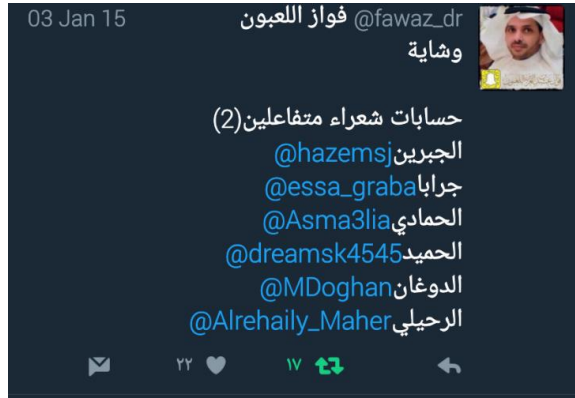 فواز اللعبون @fawaz_dr 03 Jan 15
وشاية
حسابات شعراء متفاعلين(2)
الجبرين@hazemsj
جرابا@essa_graba
الحمادي@Asma3lia
الحميد@dreamsk4545
الدوغان@MDoghan
الرحيلي@Alrehaily_Maher
١٧ ٢٢